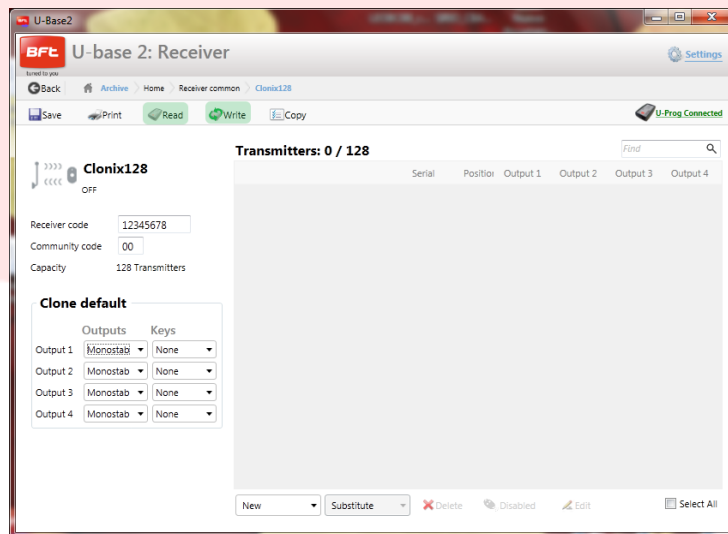 U-Base2
BFt
U-base 2: Receiver
Settings
tuned to you
Back
Archive
Home
Receiver common
Clonix128
Save
Print
Read
Write
Copy
U-Prog Connected
Transmitters: 0 / 128
Find
Clonix128
OFF
Serial
Position
Output 1
Output 2
Output 3
Output 4
Receiver code
12345678
Community code
00
Capacity
128 Transmitters
Clone default
Outputs
Keys
Output 1
Monostab
None
Output 2
Monostab
None
Output 3
Monostab
None
Output 4
Monostab
None
New
Substitute
Delete
Disabled
Edit
Select All